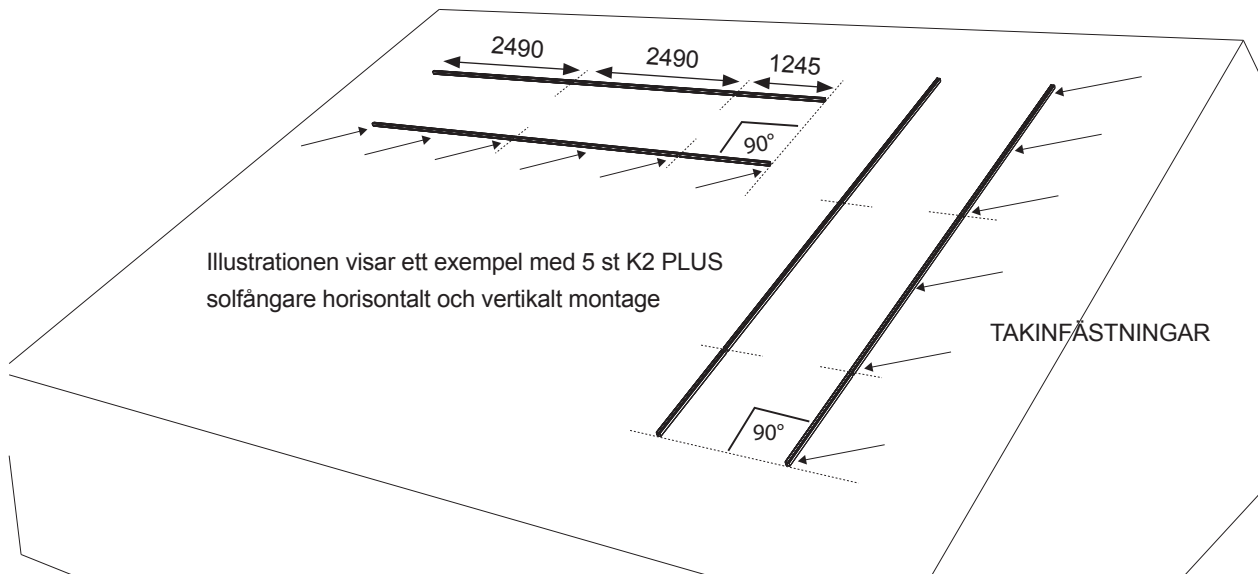 2490
2490
1245
90°
Illustrationen visar ett exempel med 5 st K2 PLUS
solfångare horisontalt och vertikalt montage
TAKINFÄSTNINGAR
90°